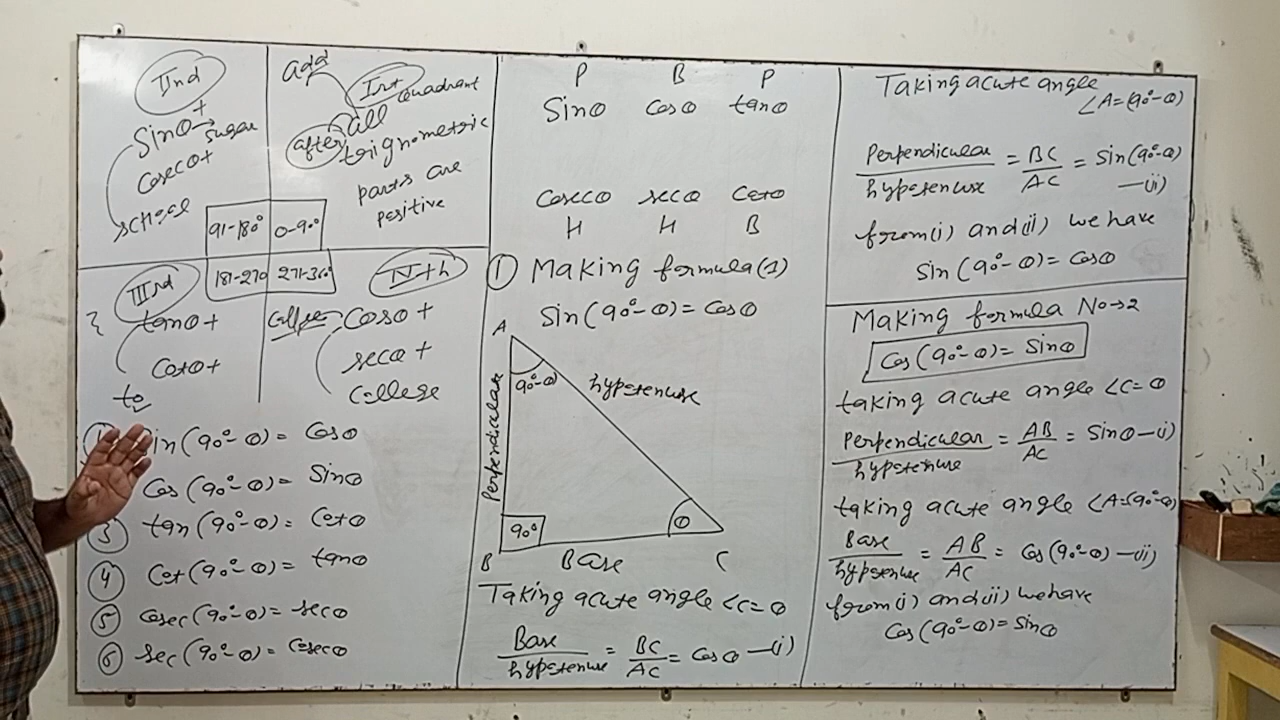 IInd
Sinθ+
→ Sugar
Cosecθ+
SCHOOL
Add
Ist Quadrant
all
after
trignometric
parts are
positive
91-180° 0-90°
181-270 271-360°
IIIrd
tanθ+
Cotθ+
to
IVth
Coffee Cosθ+
secθ+
College
Sin(90°-θ) = Cosθ
Cos(90°-θ) = Sinθ
3 tan(90°-θ) = Cotθ
4 Cot(90°-θ) = tanθ
5 Cosec(90°-θ) = Secθ
6 Sec(90°-θ) = Cosecθ
P B P
Sinθ Cosθ tanθ
Cosecθ secθ Cotθ
H H B
1 Making formula(1)
Sin(90°-θ) = Cosθ
A
90°-θ
Perpendiculare
hypotenuse
90°
θ
B Base C
Taking acute angle ∠C=θ
Base/hypotenuse = BC/AC = Cosθ —(i)
Taking acute angle
∠A=(90°-θ)
Perpendicular/hypotenuse = BC/AC = Sin(90°-θ)
—(ii)
from(i) and(ii) we have
Sin(90°-θ) = Cosθ
Making formula No→2
Cos(90°-θ) = Sinθ
taking acute angle ∠C=θ
Perpendicular/hypotenuse = AB/AC = Sinθ —(i)
taking acute angle ∠A=(90°-θ)
Base/hypotenuse = AB/AC = Cos(90°-θ) —(ii)
from(i) and(ii) we have
Cos(90°-θ) = Sinθ